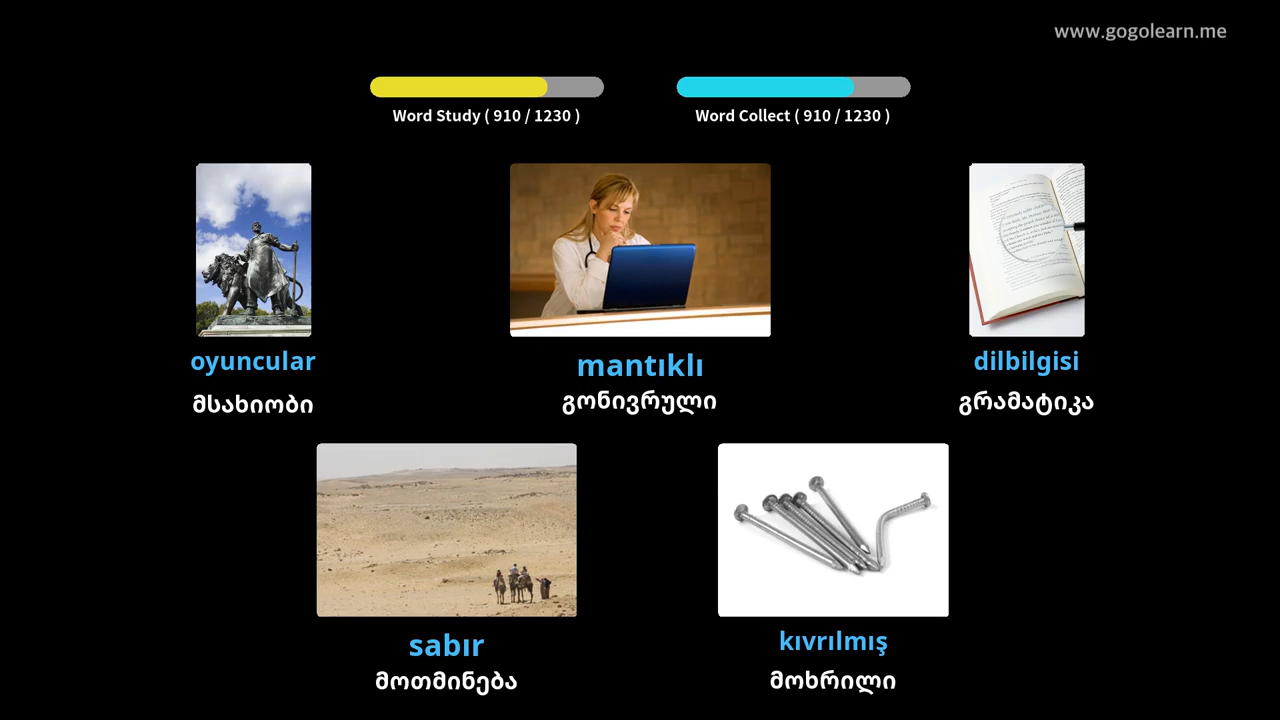 www.gogolearn.me
Word Study ( 910 / 1230 )
Word Collect ( 910 / 1230 )
oyuncular
მსახიობი
mantıklı
გონივრული
dilbilgisi
გრამატიკა
sabır
მოთმინება
kıvrılmış
მოხრილი